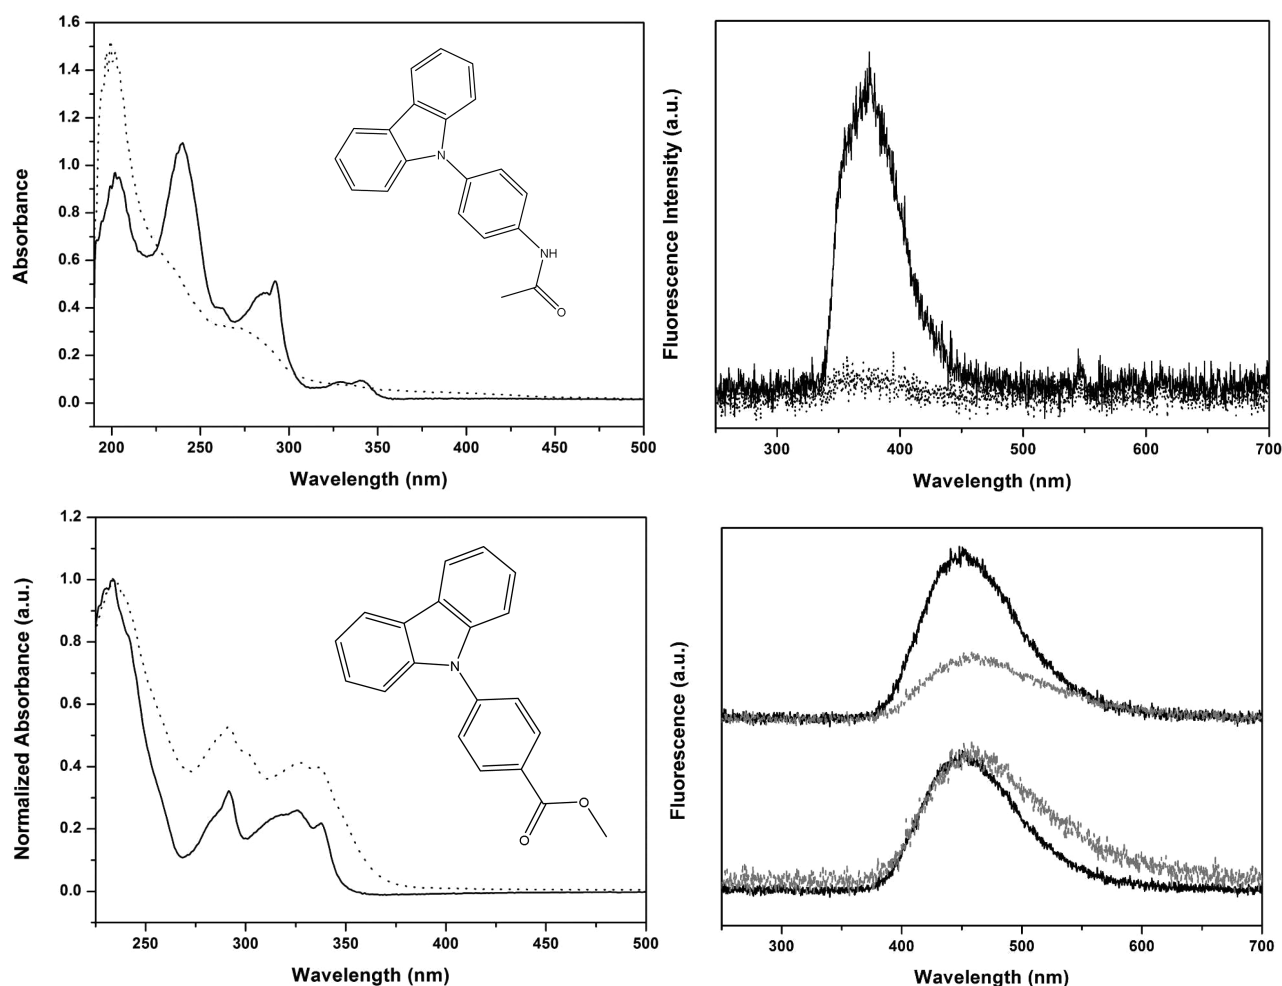 1.6
1.4
1.2
1.0
0.8
0.6
0.4
0.2
0.0
200 250 300 350 400 450 500
Wavelength (nm)
Absorbance
N
NH
O
Fluorescence Intensity (a.u.)
300 400 500 600 700
Wavelength (nm)
1.2
1.0
0.8
0.6
0.4
0.2
0.0
250 300 350 400 450 500
Wavelength (nm)
Normalized Absorbance (a.u.)
N
O
O
Fluorescence (a.u.)
300 400 500 600 700
Wavelength (nm)